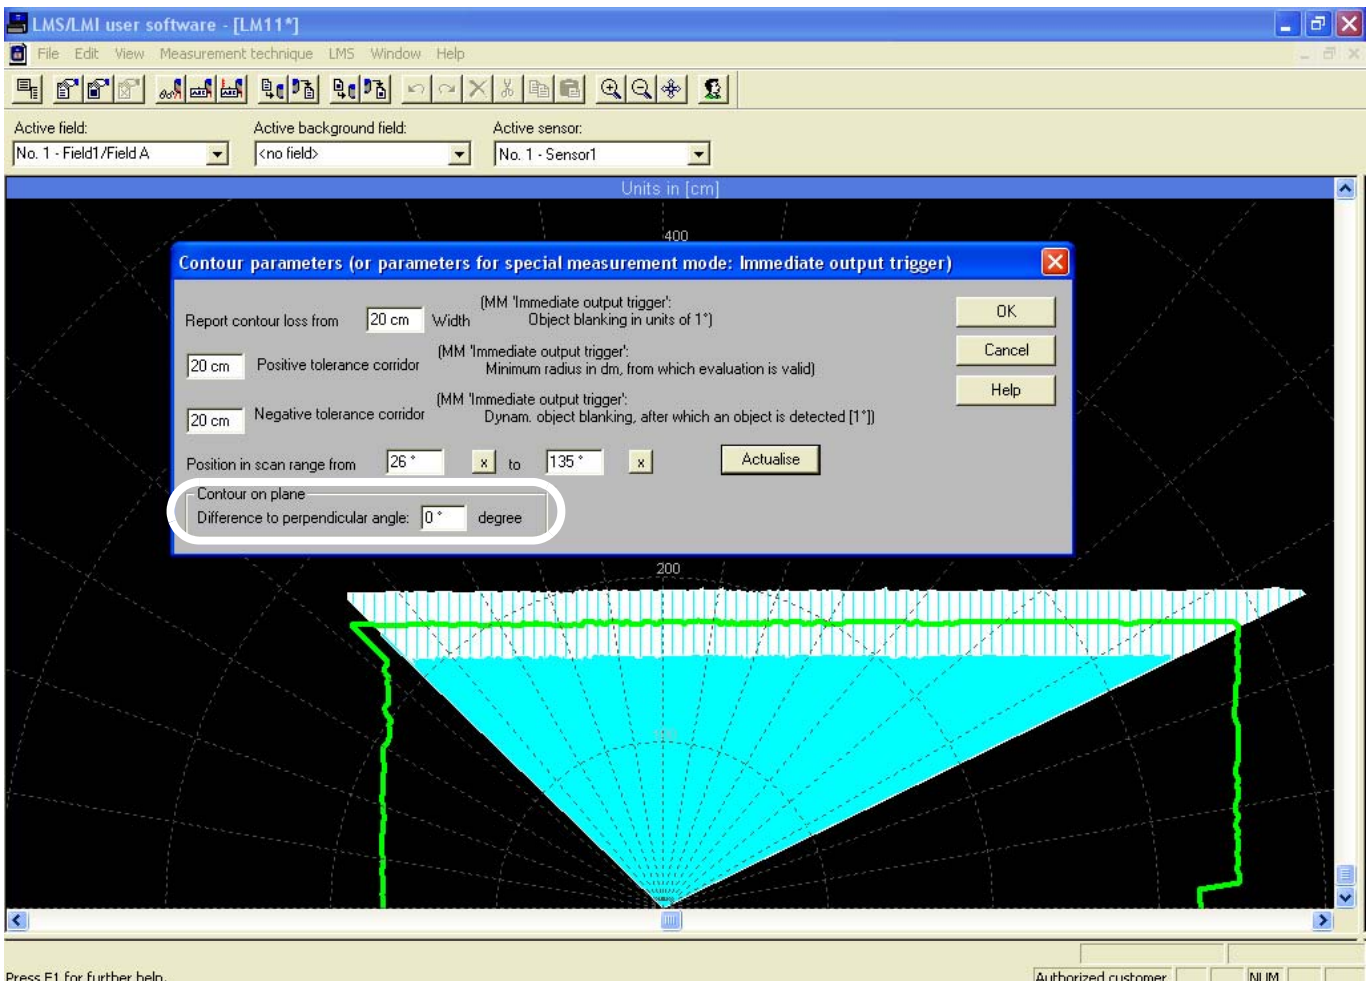 LMS/LMI user software - [LM11*]
File Edit View Measurement technique LMS Window Help
Active field: Active background field: Active sensor:
No. 1 - Field1/Field A <no field> No. 1 - Sensor1
Units in [cm]
400
Contour parameters (or parameters for special measurement mode: Immediate output trigger)
Report contour loss from 20 cm Width
(MM 'Immediate output trigger':
Object blanking in units of 1°)
OK
20 cm Positive tolerance corridor
(MM 'Immediate output trigger':
Minimum radius in dm, from which evaluation is valid)
Cancel
Help
20 cm Negative tolerance corridor
(MM 'Immediate output trigger':
Dynam. object blanking, after which an object is detected [1°])
Position in scan range from 26 ° x to 135 ° x Actualise
Contour on plane
Difference to perpendicular angle: 0 ° degree
200
100
Press F1 for further help.
Authorized customer NUM